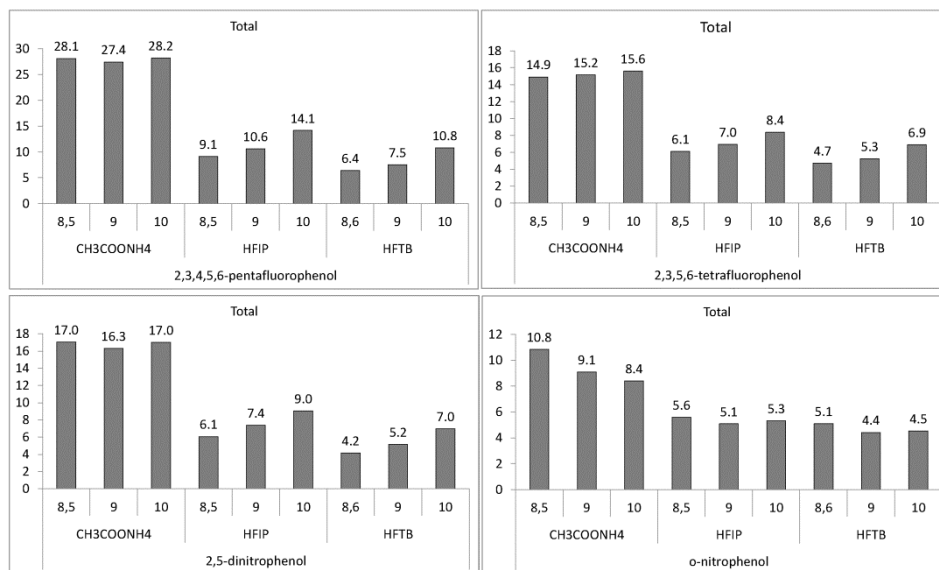 Total
30
25
20
15
10
5
0
28.1 27.4 28.2 9.1 10.6 14.1 6.4 7.5 10.8
8,5 9 10 8,5 9 10 8,6 9 10
CH3COONH4 HFIP HFTB
2,3,4,5,6-pentafluorophenol
Total
18
16
14
12
10
8
6
4
2
0
14.9 15.2 15.6 6.1 7.0 8.4 4.7 5.3 6.9
8,5 9 10 8,5 9 10 8,6 9 10
CH3COONH4 HFIP HFTB
2,3,5,6-tetrafluorophenol
Total
18
16
14
12
10
8
6
4
2
0
17.0 16.3 17.0 6.1 7.4 9.0 4.2 5.2 7.0
8,5 9 10 8,5 9 10 8,6 9 10
CH3COONH4 HFIP HFTB
2,5-dinitrophenol
Total
12
10
8
6
4
2
0
10.8 9.1 8.4 5.6 5.1 5.3 5.1 4.4 4.5
8,5 9 10 8,5 9 10 8,6 9 10
CH3COONH4 HFIP HFTB
o-nitrophenol